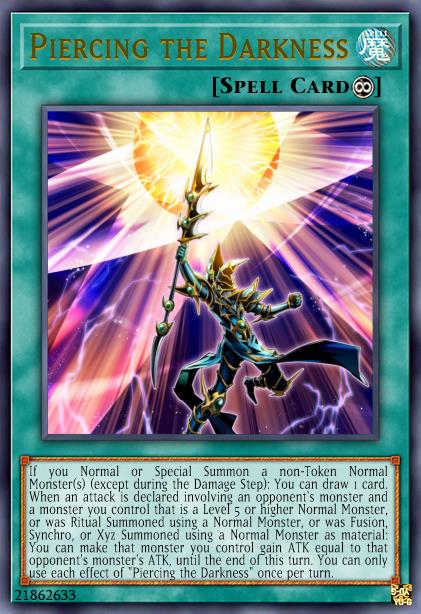 PIERCING THE DARKNESS
SPELL
魔
[SPELL CARD]
If you Normal or Special Summon a non-Token Normal
Monster(s) (except during the Damage Step): You can draw 1 card.
When an attack is declared involving an opponent's monster and
a monster you control that is a Level 5 or higher Normal Monster,
or was Ritual Summoned using a Normal Monster, or was Fusion,
Synchro, or Xyz Summoned using a Normal Monster as material:
You can make that monster you control gain ATK equal to that
opponent's monster's ATK, until the end of this turn. You can only
use each effect of "Piercing the Darkness" once per turn.
21862633